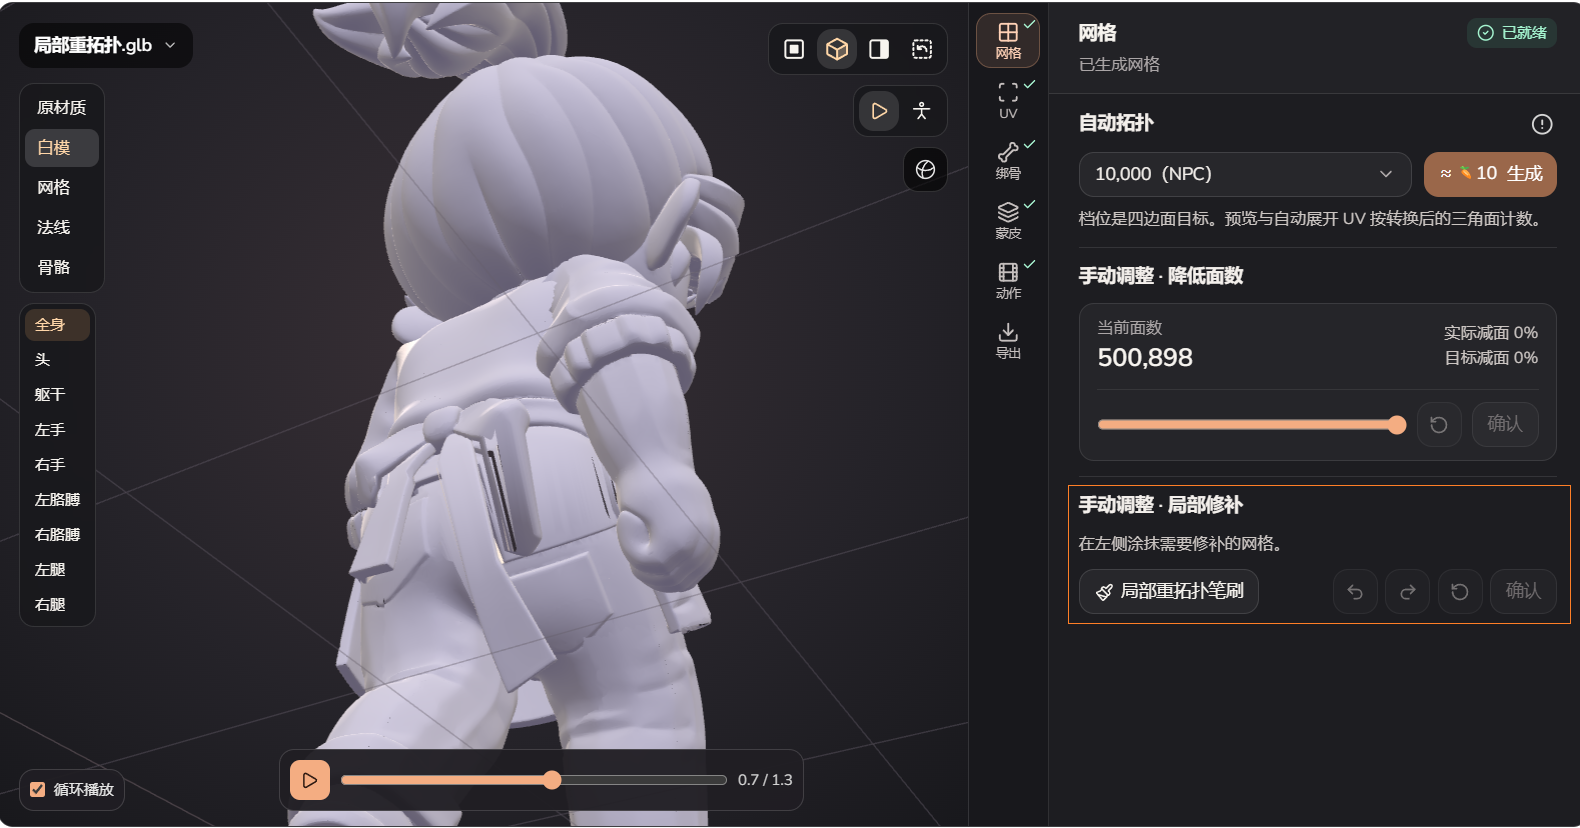 局部重拓扑.glb
原材质
白模
网格
法线
骨骼
全身
头
躯干
左手
右手
左胳膊
右胳膊
左腿
右腿
循环播放
0.7 / 1.3
网格
UV
绑骨
蒙皮
动作
导出
网格
已就绪
已生成网格
自动拓扑
10,000 (NPC)
≈ 10 生成
档位是四边面目标。预览与自动展开 UV 按转换后的三角面计数。
手动调整 · 降低面数
当前面数
实际减面 0%
500,898
目标减面 0%
确认
手动调整 · 局部修补
在左侧涂抹需要修补的网格。
局部重拓扑笔刷
确认